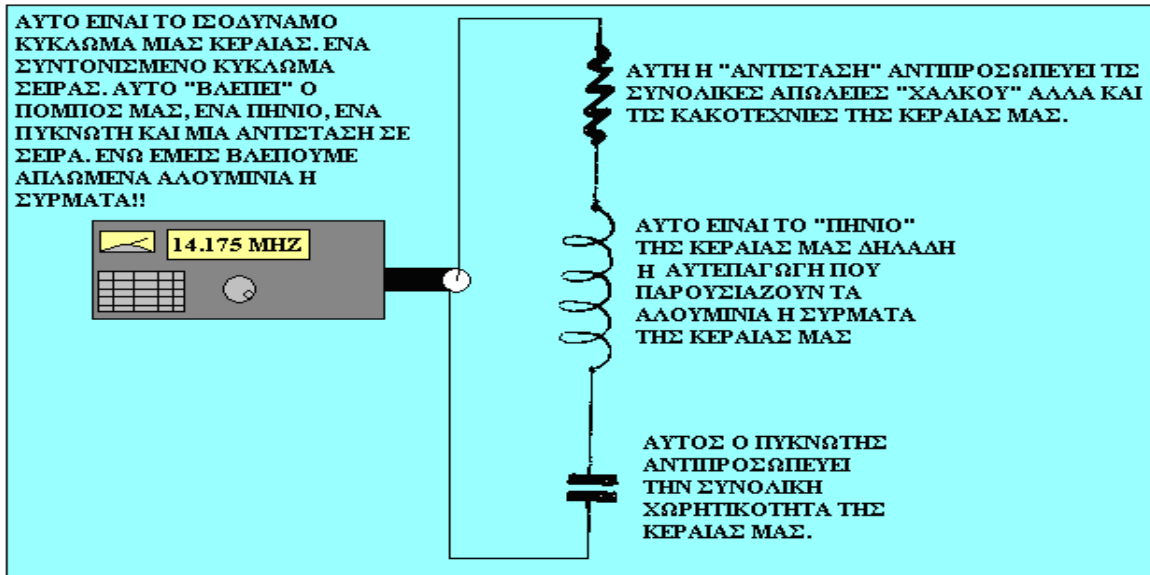 ΑΥΤΟ ΕΙΝΑΙ ΤΟ ΙΣΟΔΥΝΑΜΟ
ΚΥΚΛΩΜΑ ΜΙΑΣ ΚΕΡΑΙΑΣ. ΕΝΑ
ΣΥΝΤΟΝΙΣΜΕΝΟ ΚΥΚΛΩΜΑ
ΣΕΙΡΑΣ. ΑΥΤΟ "ΒΛΕΠΕΙ" Ο
ΠΟΜΠΟΣ ΜΑΣ, ΕΝΑ ΠΗΝΙΟ, ΕΝΑ
ΠΥΚΝΩΤΗ ΚΑΙ ΜΙΑ ΑΝΤΙΣΤΑΣΗ ΣΕ
ΣΕΙΡΑ. ΕΝΩ ΕΜΕΙΣ ΒΛΕΠΟΥΜΕ
ΑΠΛΩΜΕΝΑ ΑΛΟΥΜΙΝΙΑ Η
ΣΥΡΜΑΤΑ!!
14.175 MHZ
ΑΥΤΗ Η "ΑΝΤΙΣΤΑΣΗ" ΑΝΤΙΠΡΟΣΩΠΕΥΕΙ ΤΙΣ
ΣΥΝΟΛΙΚΕΣ ΑΠΩΛΕΙΕΣ "ΧΑΛΚΟΥ" ΑΛΛΑ ΚΑΙ
ΤΙΣ ΚΑΚΟΤΕΧΝΙΕΣ ΤΗΣ ΚΕΡΑΙΑΣ ΜΑΣ.
ΑΥΤΟ ΕΙΝΑΙ ΤΟ "ΠΗΝΙΟ"
ΤΗΣ ΚΕΡΑΙΑΣ ΜΑΣ ΔΗΛΑΔΗ
Η ΑΥΤΕΠΑΓΩΓΗ ΠΟΥ
ΠΑΡΟΥΣΙΑΖΟΥΝ ΤΑ
ΑΛΟΥΜΙΝΙΑ Η ΣΥΡΜΑΤΑ
ΤΗΣ ΚΕΡΑΙΑΣ ΜΑΣ
ΑΥΤΟΣ Ο ΠΥΚΝΩΤΗΣ
ΑΝΤΙΠΡΟΣΩΠΕΥΕΙ
ΤΗΝ ΣΥΝΟΛΙΚΗ
ΧΩΡΗΤΙΚΟΤΗΤΑ ΤΗΣ
ΚΕΡΑΙΑΣ ΜΑΣ.